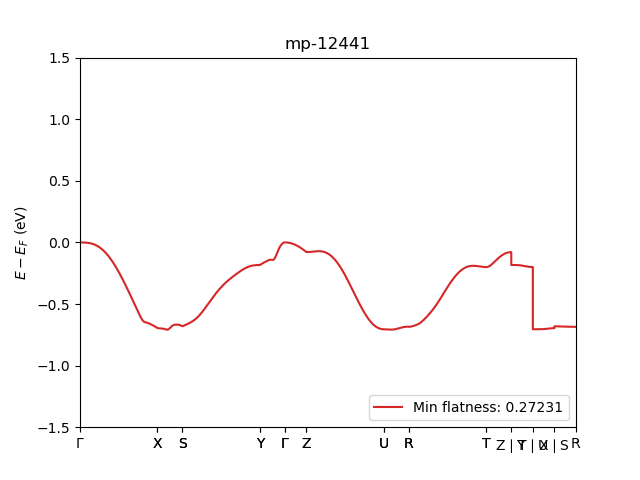 mp-12441
1.5
1.0
0.5
0.0
−0.5
−1.0
−1.5
E − E_F (eV)
Min flatness: 0.27231
Γ X S Y Γ Z U R T Z | Y T | U X | S R